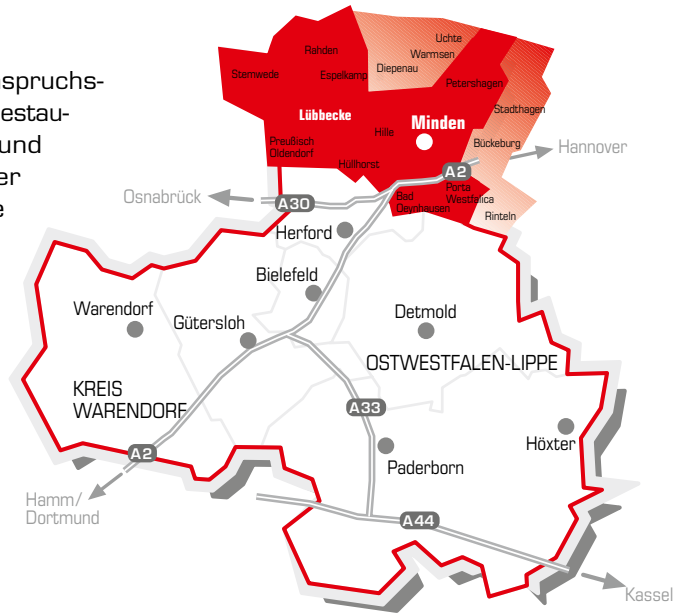 nspruchs-
estau-
und
er
e
Uchte
Warmsen
Diepenau
Rahden
Espelkamp
Stemwede
Petershagen
Stadthagen
Lübbecke
Minden
Hille
Preußisch
Oldendorf
Hüllhorst
Bückeburg
Hannover
A2
Porta
Westfalica
Bad
Oeynhausen
Rinteln
Osnabrück
A30
Herford
Bielefeld
Warendorf
Gütersloh
Detmold
OSTWESTFALEN-LIPPE
KREIS
WARENDORF
A33
Höxter
A2
Paderborn
Hamm/
Dortmund
A44
Kassel